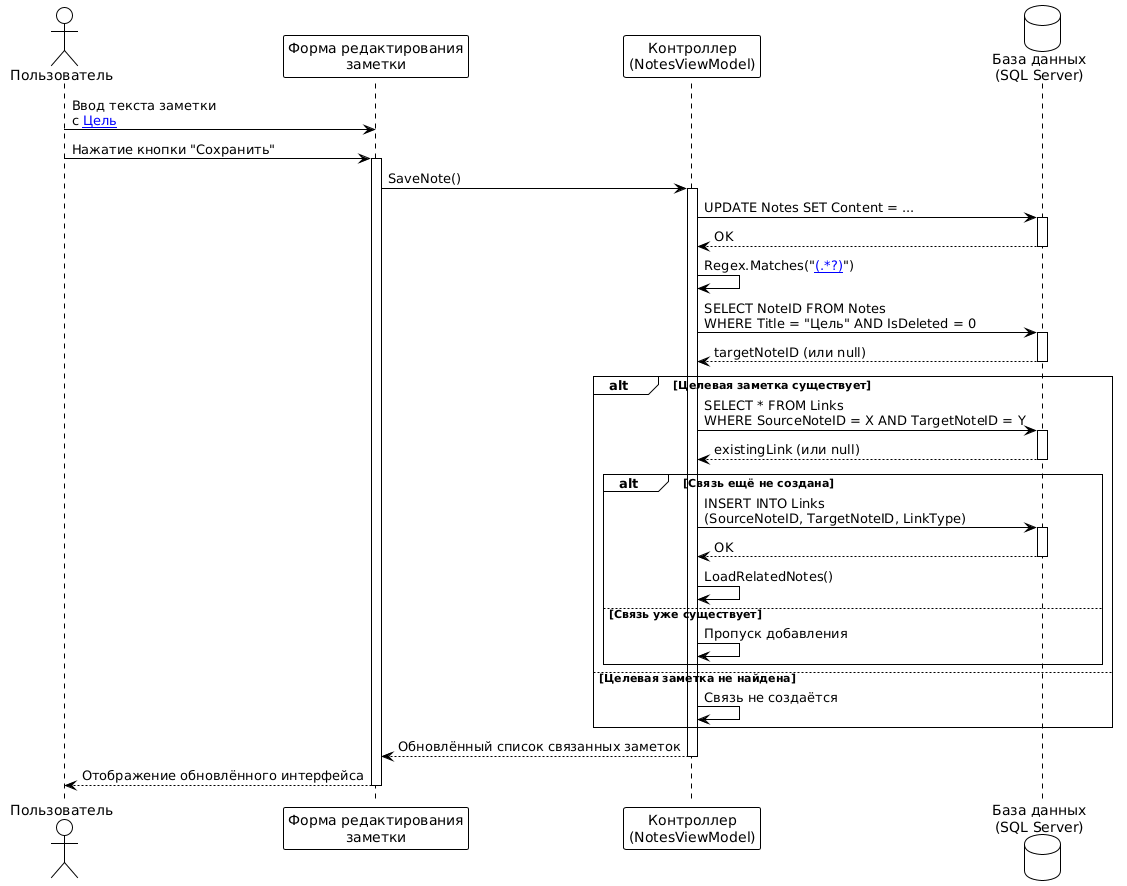 Пользователь
Форма редактирования
заметки
Контроллер
(NotesViewModel)
База данных
(SQL Server)
Ввод текста заметки
с Цель
Нажатие кнопки "Сохранить"
SaveNote()
UPDATE Notes SET Content = ...
OK
Regex.Matches("(.*?)")
SELECT NoteID FROM Notes
WHERE Title = "Цель" AND IsDeleted = 0
targetNoteID (или null)
alt [Целевая заметка существует]
SELECT * FROM Links
WHERE SourceNoteID = X AND TargetNoteID = Y
existingLink (или null)
alt [Связь ещё не создана]
INSERT INTO Links
(SourceNoteID, TargetNoteID, LinkType)
OK
LoadRelatedNotes()
[Связь уже существует]
Пропуск добавления
[Целевая заметка не найдена]
Связь не создаётся
Обновлённый список связанных заметок
Отображение обновлённого интерфейса
Пользователь
Форма редактирования
заметки
Контроллер
(NotesViewModel)
База данных
(SQL Server)